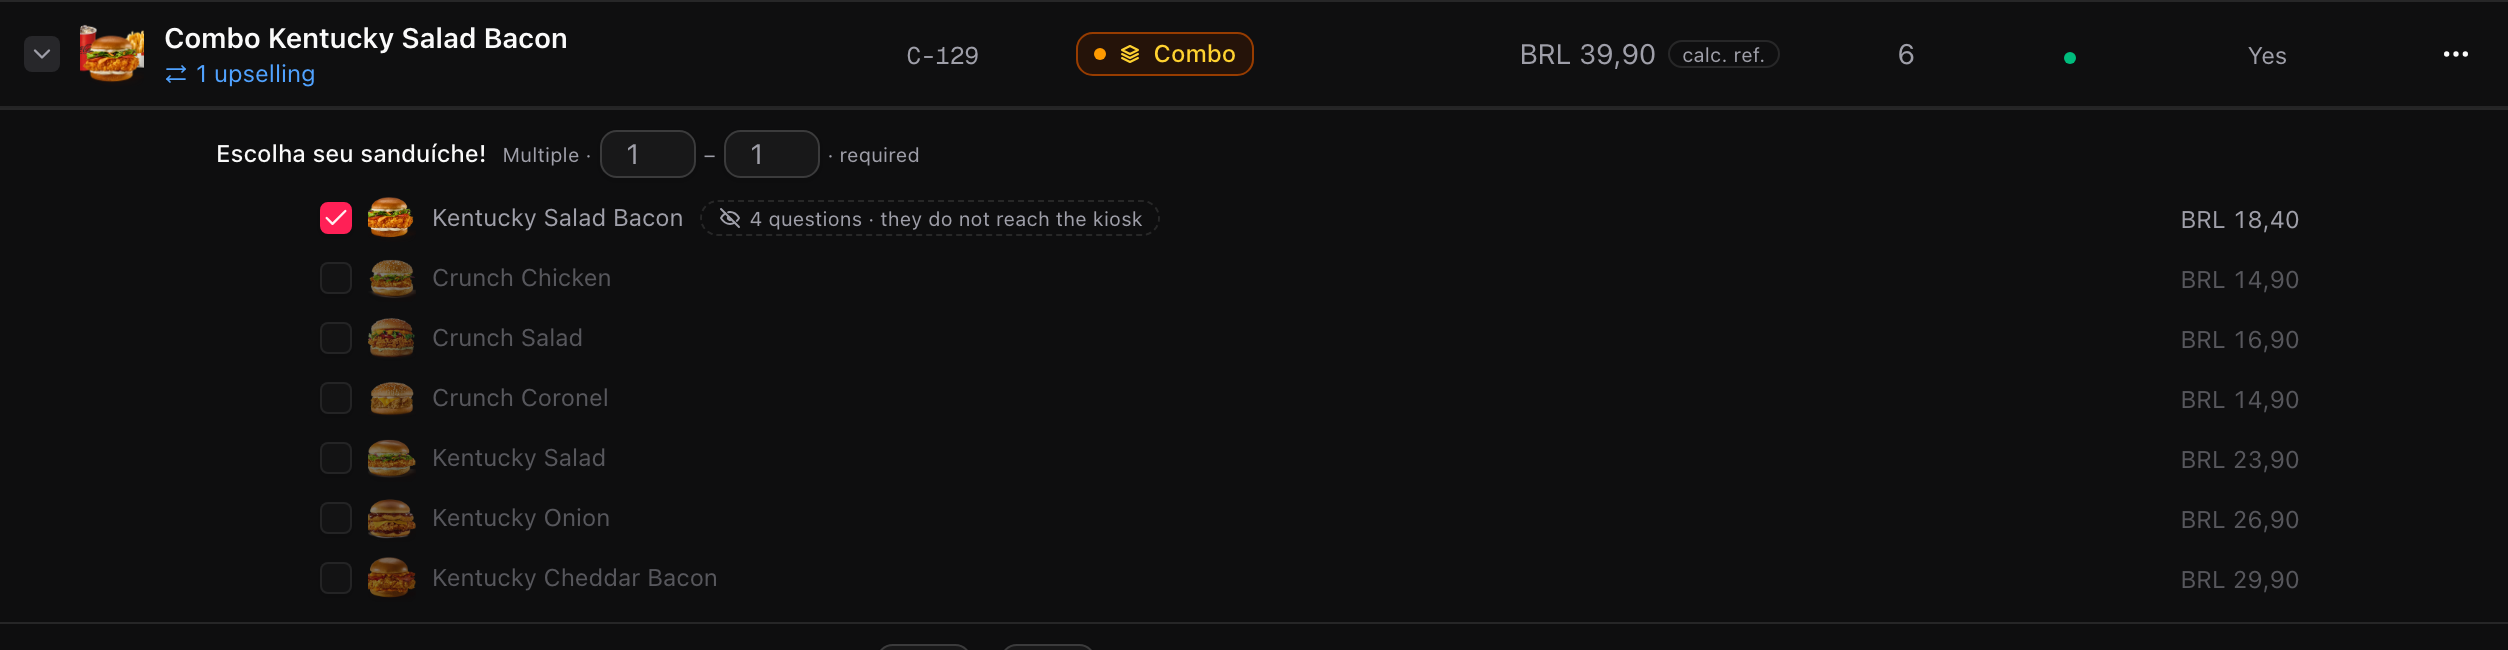 Combo Kentucky Salad Bacon
1 upselling
C-129
Combo
BRL 39,90 calc. ref.
6
Yes
Escolha seu sanduíche! Multiple · 1 – 1 · required
Kentucky Salad Bacon 4 questions · they do not reach the kiosk BRL 18,40
Crunch Chicken BRL 14,90
Crunch Salad BRL 16,90
Crunch Coronel BRL 14,90
Kentucky Salad BRL 23,90
Kentucky Onion BRL 26,90
Kentucky Cheddar Bacon BRL 29,90